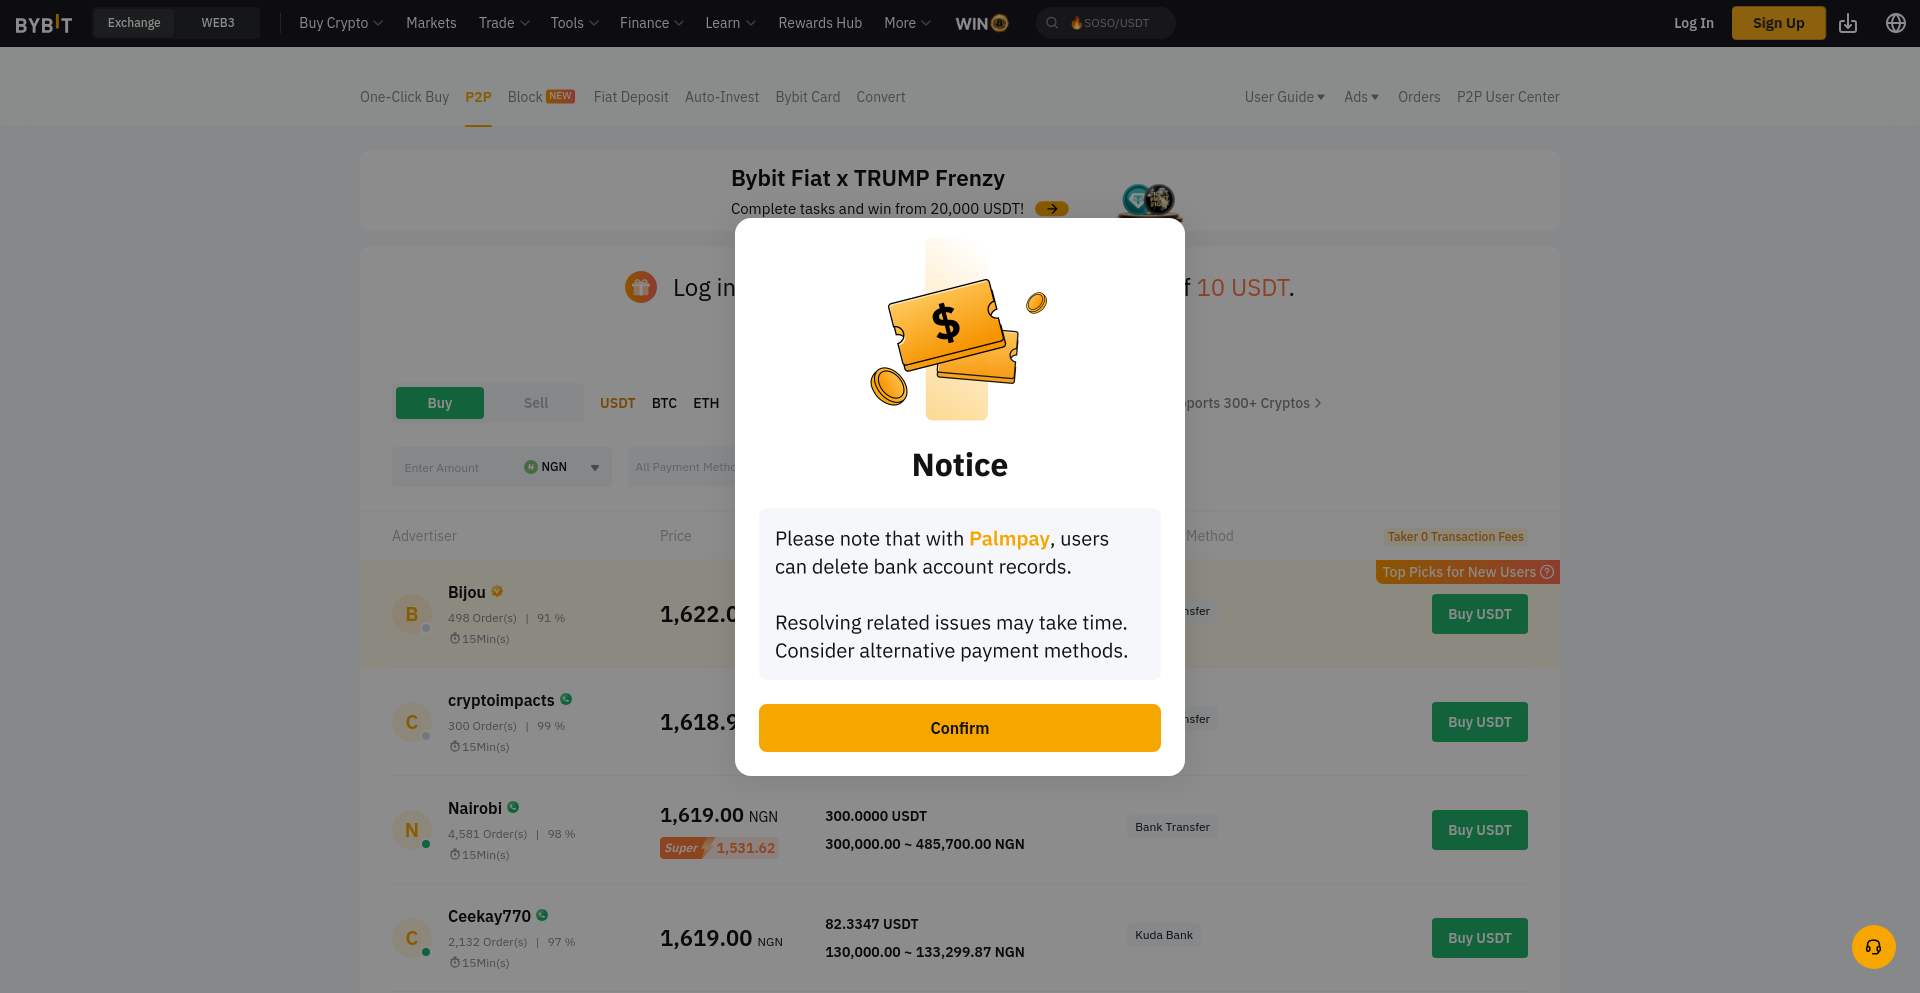 BYBIT Exchange WEB3 Buy Crypto Markets Trade Tools Finance Learn Rewards Hub More WIN 🔥SOSO/USDT Log In Sign Up
One-Click Buy P2P Block NEW Fiat Deposit Auto-Invest Bybit Card Convert User Guide Ads Orders P2P User Center
Bybit Fiat x TRUMP Frenzy
Complete tasks and win from 20,000 USDT!
Log in f 10 USDT.
$
Buy Sell USDT BTC ETH ports 300+ Cryptos
Enter Amount NGN All Payment Metho
Notice
Please note that with Palmpay, users
can delete bank account records.
Resolving related issues may take time.
Consider alternative payment methods.
Confirm
Advertiser Price Method Taker 0 Transaction Fees
Top Picks for New Users
B Bijou
498 Order(s) | 91 %
15Min(s)
1,622.0 nsfer Buy USDT
C cryptoimpacts
300 Order(s) | 99 %
15Min(s)
1,618.9 nsfer Buy USDT
N Nairobi
4,581 Order(s) | 98 %
15Min(s)
1,619.00 NGN
Super 1,531.62
300.0000 USDT
300,000.00 ~ 485,700.00 NGN
Bank Transfer Buy USDT
C Ceekay770
2,132 Order(s) | 97 %
15Min(s)
1,619.00 NGN
82.3347 USDT
130,000.00 ~ 133,299.87 NGN
Kuda Bank Buy USDT